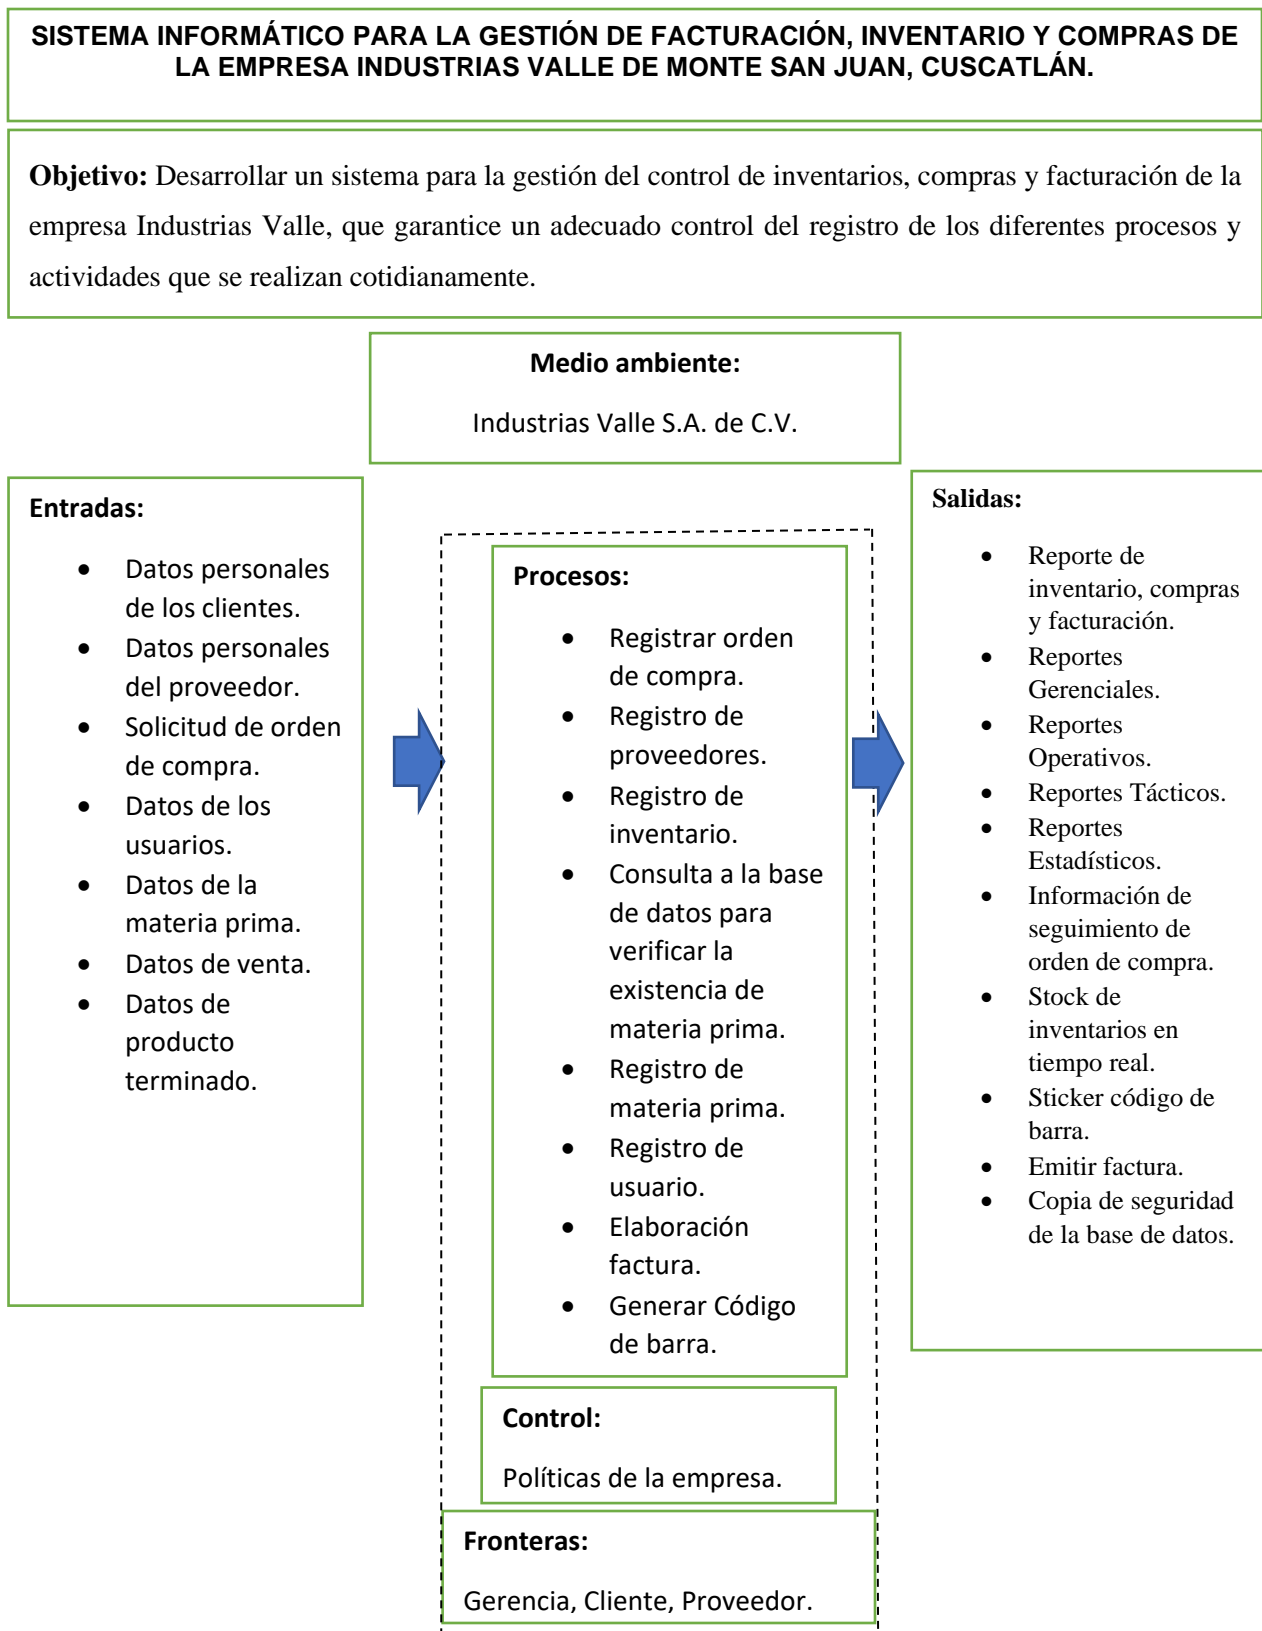 SISTEMA INFORMÁTICO PARA LA GESTIÓN DE FACTURACIÓN, INVENTARIO Y COMPRAS DE
LA EMPRESA INDUSTRIAS VALLE DE MONTE SAN JUAN, CUSCATLÁN.
Objetivo: Desarrollar un sistema para la gestión del control de inventarios, compras y facturación de la
empresa Industrias Valle, que garantice un adecuado control del registro de los diferentes procesos y
actividades que se realizan cotidianamente.
Medio ambiente:
Industrias Valle S.A. de C.V.
Entradas:
• Datos personales
de los clientes.
• Datos personales
del proveedor.
• Solicitud de orden
de compra.
• Datos de los
usuarios.
• Datos de la
materia prima.
• Datos de venta.
• Datos de
producto
terminado.
Procesos:
• Registrar orden
de compra.
• Registro de
proveedores.
• Registro de
inventario.
• Consulta a la base
de datos para
verificar la
existencia de
materia prima.
• Registro de
materia prima.
• Registro de
usuario.
• Elaboración
factura.
• Generar Código
de barra.
Salidas:
• Reporte de
inventario, compras
y facturación.
• Reportes
Gerenciales.
• Reportes
Operativos.
• Reportes Tácticos.
• Reportes
Estadísticos.
• Información de
seguimiento de
orden de compra.
• Stock de
inventarios en
tiempo real.
• Sticker código de
barra.
• Emitir factura.
• Copia de seguridad
de la base de datos.
Control:
Políticas de la empresa.
Fronteras:
Gerencia, Cliente, Proveedor.